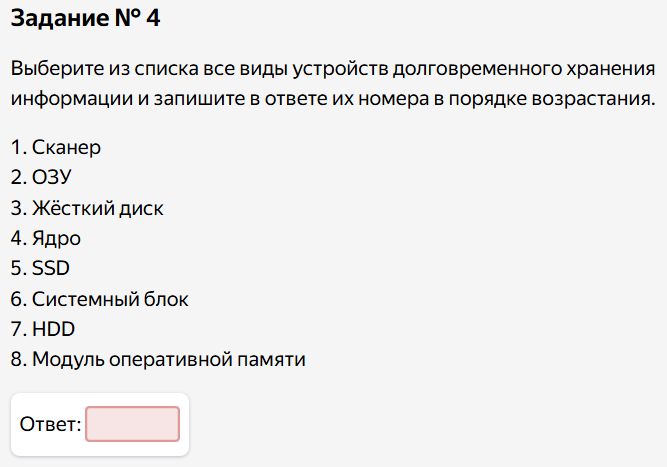 Задание № 4
Выберите из списка все виды устройств долговременного хранения
информации и запишите в ответе их номера в порядке возрастания.
1. Сканер
2. ОЗУ
3. Жёсткий диск
4. Ядро
5. SSD
6. Системный блок
7. HDD
8. Модуль оперативной памяти
Ответ: